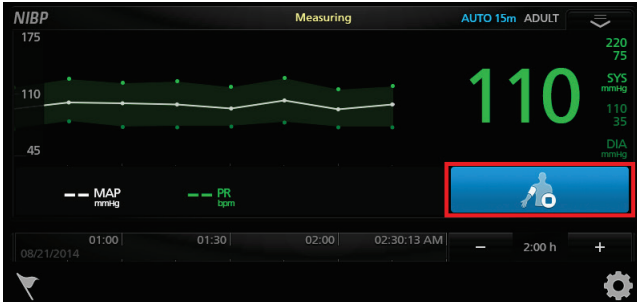 NIBP Measuring AUTO 15m ADULT
175
220
75
110
SYS
mmHg
110
110
35
45
DIA
mmHg
-- MAP
mmHg
-- PR
bpm
01:00 01:30 02:00 02:30:13 AM
08/21/2014
− 2:00 h +